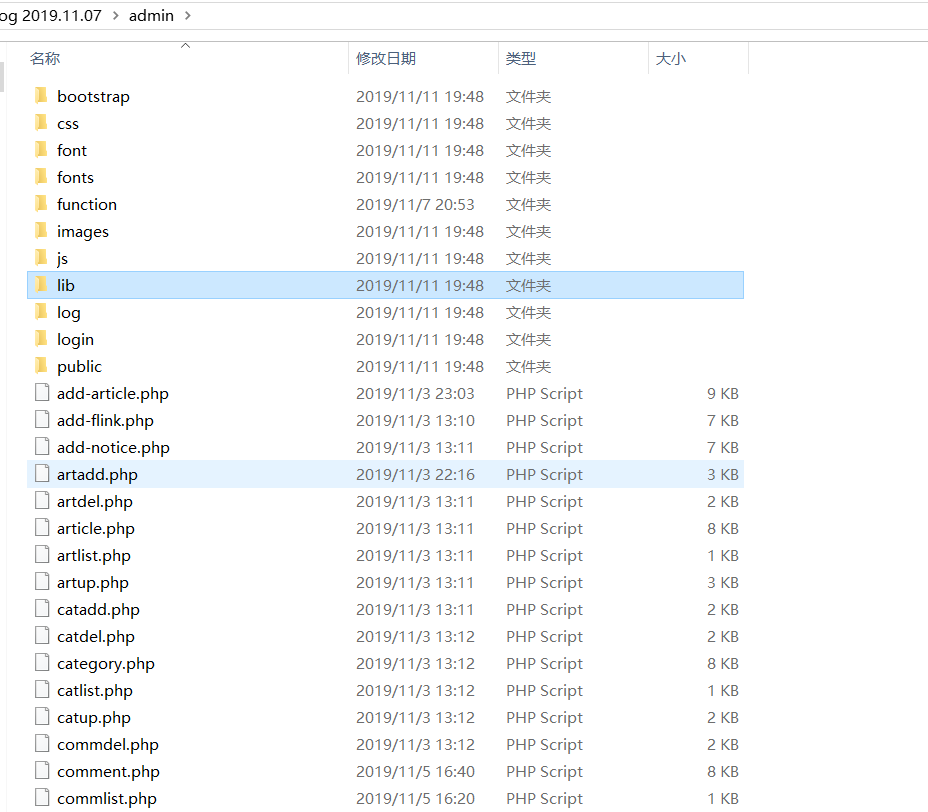 og 2019.11.07 > admin >
名称 修改日期 类型 大小
bootstrap 2019/11/11 19:48 文件夹
css 2019/11/11 19:48 文件夹
font 2019/11/11 19:48 文件夹
fonts 2019/11/11 19:48 文件夹
function 2019/11/7 20:53 文件夹
images 2019/11/11 19:48 文件夹
js 2019/11/11 19:48 文件夹
lib 2019/11/11 19:48 文件夹
log 2019/11/11 19:48 文件夹
login 2019/11/11 19:48 文件夹
public 2019/11/11 19:48 文件夹
add-article.php 2019/11/3 23:03 PHP Script 9 KB
add-flink.php 2019/11/3 13:10 PHP Script 7 KB
add-notice.php 2019/11/3 13:11 PHP Script 7 KB
artadd.php 2019/11/3 22:16 PHP Script 3 KB
artdel.php 2019/11/3 13:11 PHP Script 2 KB
article.php 2019/11/3 13:11 PHP Script 8 KB
artlist.php 2019/11/3 13:11 PHP Script 1 KB
artup.php 2019/11/3 13:11 PHP Script 3 KB
catadd.php 2019/11/3 13:11 PHP Script 2 KB
catdel.php 2019/11/3 13:12 PHP Script 2 KB
category.php 2019/11/3 13:12 PHP Script 8 KB
catlist.php 2019/11/3 13:12 PHP Script 1 KB
catup.php 2019/11/3 13:12 PHP Script 2 KB
commdel.php 2019/11/3 13:12 PHP Script 2 KB
comment.php 2019/11/5 16:40 PHP Script 8 KB
commlist.php 2019/11/5 16:20 PHP Script 1 KB